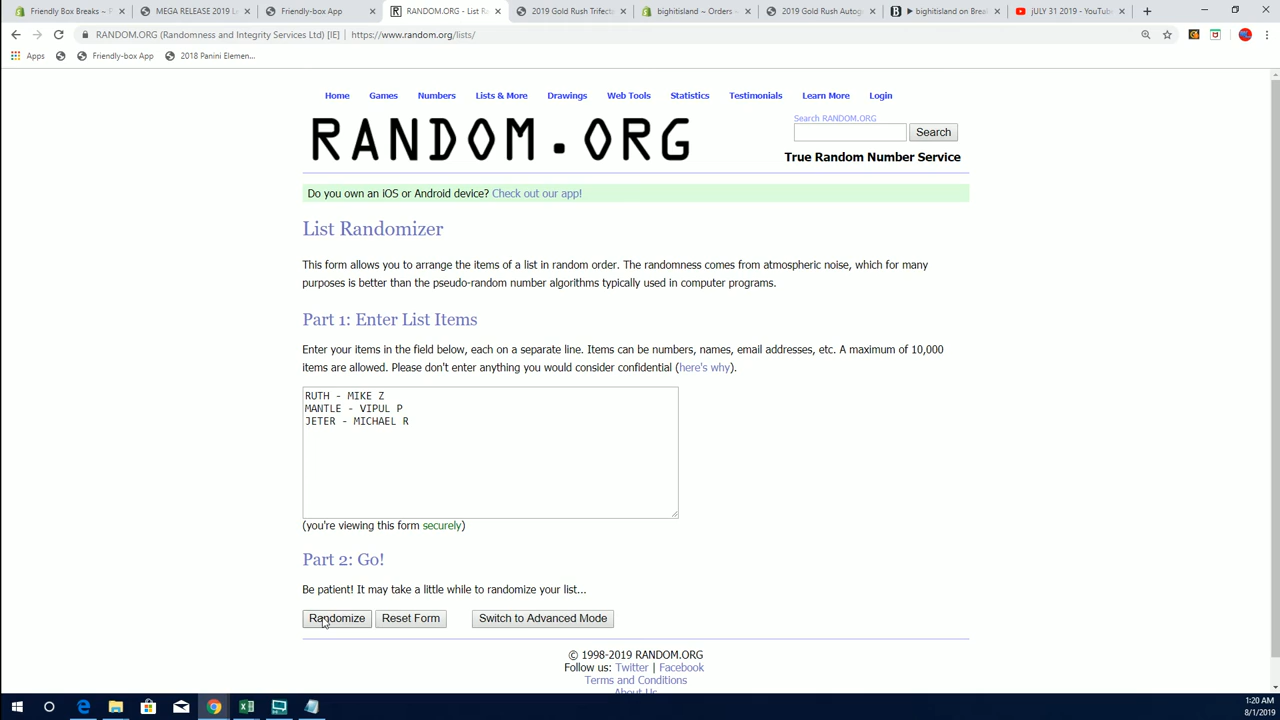 Friendly Box Breaks ~ F
MEGA RELEASE 2019 L
Friendly-box App
RANDOM.ORG - List R
2019 Gold Rush Trifecta
bighitisland ~ Orders ~
2019 Gold Rush Autog
bighitisland on Brea
jULY 31 2019 - YouTube
RANDOM.ORG (Randomness and Integrity Services Ltd) [IE] https://www.random.org/lists/
Apps
Friendly-box App
2018 Panini Elemen...
Home Games Numbers Lists & More Drawings Web Tools Statistics Testimonials Learn More Login
RANDOM.ORG
Search RANDOM.ORG
Search
True Random Number Service
Do you own an iOS or Android device? Check out our app!
List Randomizer
This form allows you to arrange the items of a list in random order. The randomness comes from atmospheric noise, which for many
purposes is better than the pseudo-random number algorithms typically used in computer programs.
Part 1: Enter List Items
Enter your items in the field below, each on a separate line. Items can be numbers, names, email addresses, etc. A maximum of 10,000
items are allowed. Please don't enter anything you would consider confidential (here's why).
RUTH - MIKE Z
MANTLE - VIPUL P
JETER - MICHAEL R
(you're viewing this form securely)
Part 2: Go!
Be patient! It may take a little while to randomize your list...
Randomize Reset Form Switch to Advanced Mode
© 1998-2019 RANDOM.ORG
Follow us: Twitter | Facebook
Terms and Conditions
About Us
1:20 AM
8/1/2019